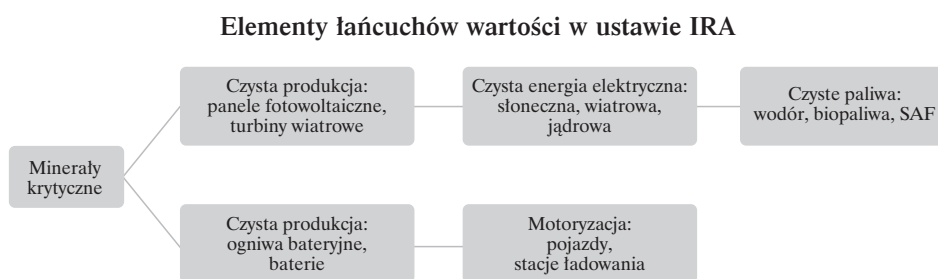 Elementy łańcuchów wartości w ustawie IRA
Minerały
krytyczne
Czysta produkcja:
panele fotowoltaiczne,
turbiny wiatrowe
Czysta energia elektryczna:
słoneczna, wiatrowa,
jądrowa
Czyste paliwa:
wodór, biopaliwa, SAF
Czysta produkcja:
ogniwa bateryjne,
baterie
Motoryzacja:
pojazdy,
stacje ładowania